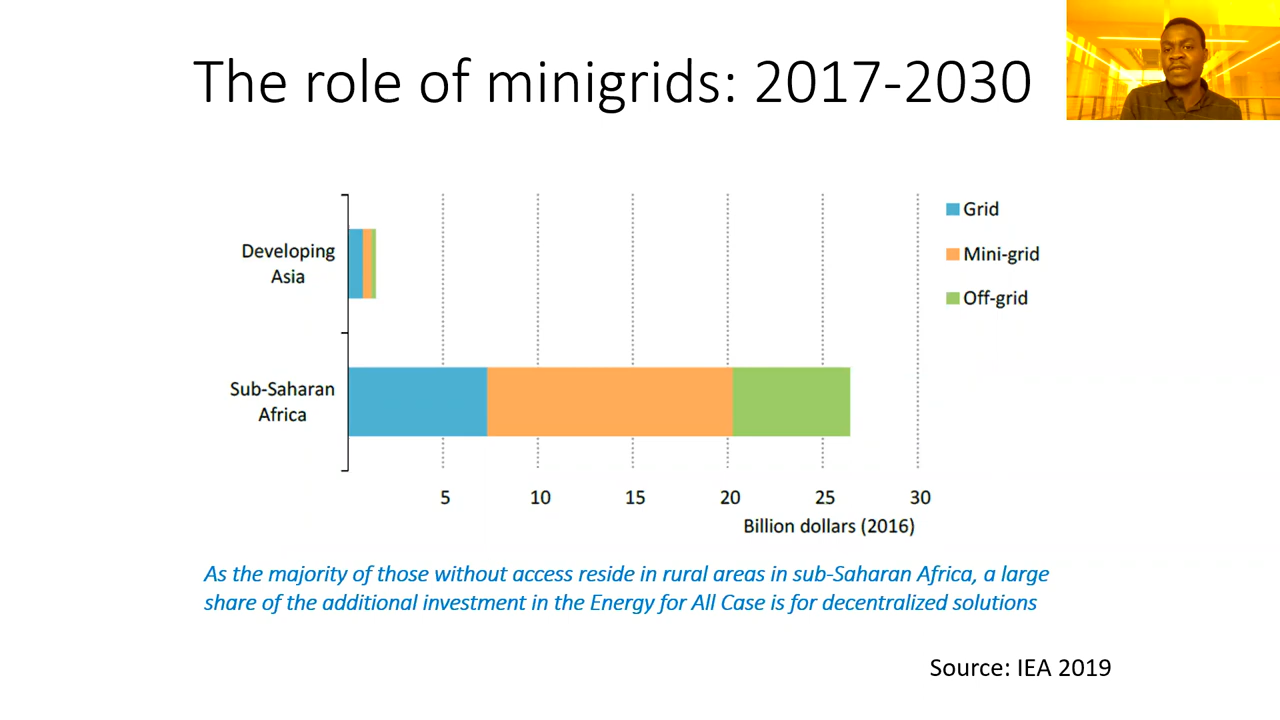 The role of minigrids: 2017-2030
Grid
Mini-grid
Off-grid
Developing
Asia
Sub-Saharan
Africa
5 10 15 20 25 30
Billion dollars (2016)
As the majority of those without access reside in rural areas in sub-Saharan Africa, a large
share of the additional investment in the Energy for All Case is for decentralized solutions
Source: IEA 2019